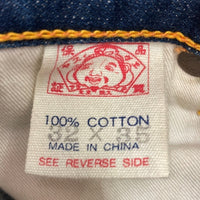 100% COTTON
32 X 35
MADE IN CHINA
SEE REVERSE SIDE